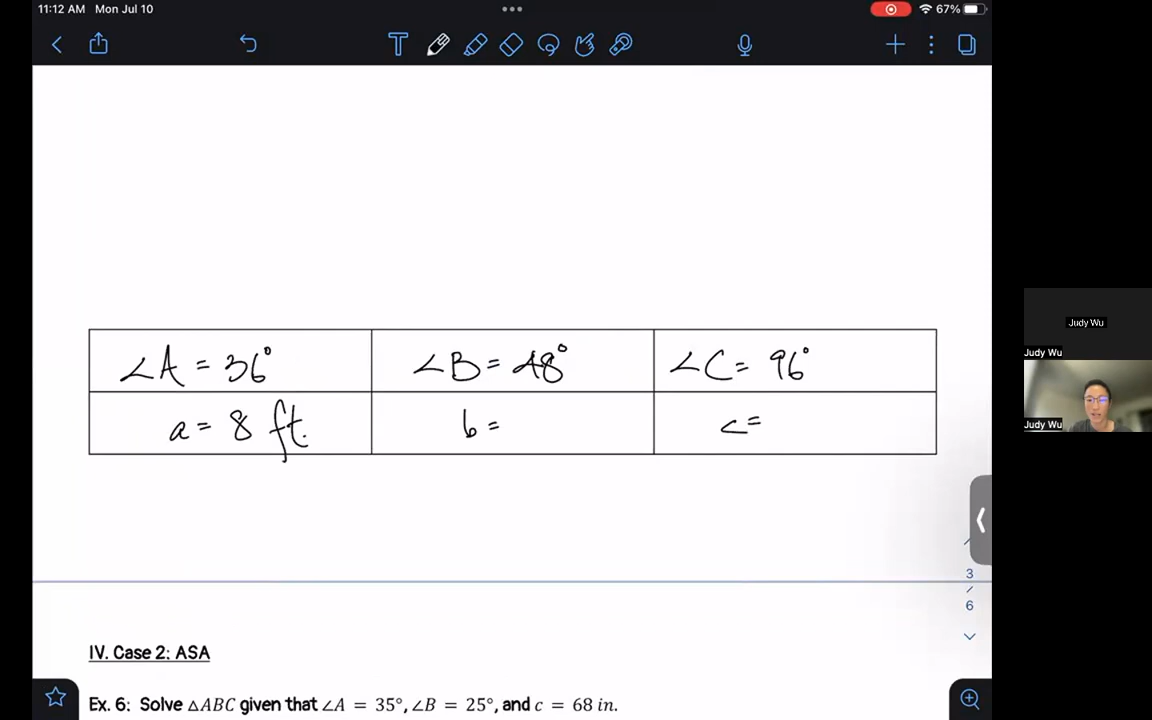 11:12 AM Mon Jul 10
67%
T
∠A = 36° ∠B = 48° ∠C = 96°
a = 8 ft. b = c =
Judy Wu
Judy Wu
Judy Wu
3
/
6
IV. Case 2: ASA
Ex. 6: Solve △ABC given that ∠A = 35°, ∠B = 25°, and c = 68 in.